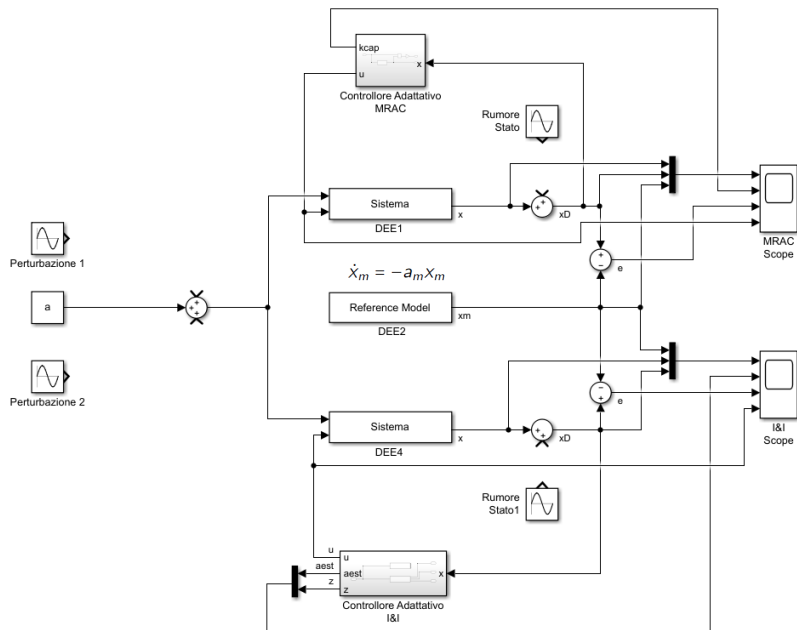 kcap
u
x
Controllore Adattativo
MRAC
Rumore
Stato
Sistema
x
xD
DEE1
MRAC
Scope
e
Perturbazione 1
ẋₘ = −aₘxₘ
a
Reference Model
xm
DEE2
Perturbazione 2
e
Sistema
x
xD
DEE4
I&I
Scope
Rumore
Stato1
u
u
aest
aest
x
z
z
Controllore Adattativo
I&I